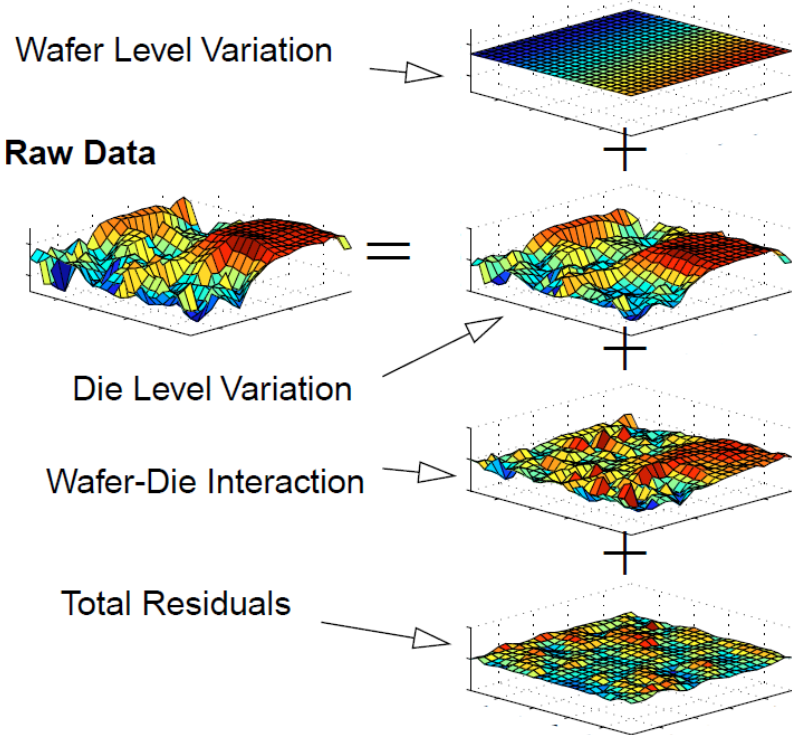 Wafer Level Variation
+
Raw Data
=
+
Die Level Variation
Wafer-Die Interaction
+
Total Residuals